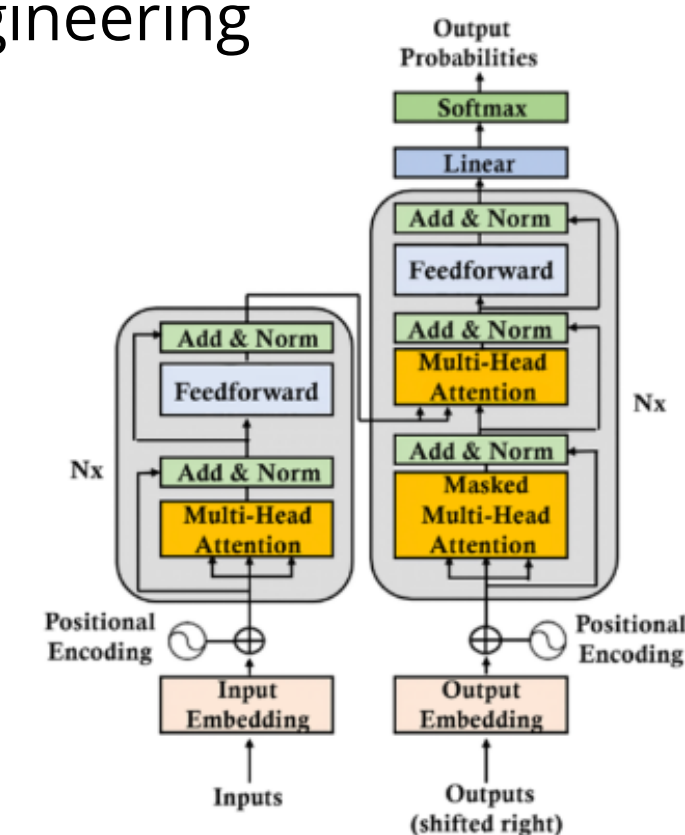 gineering
Output
Probabilities
Softmax
Linear
Add & Norm
Feedforward
Add & Norm
Multi-Head
Attention
Add & Norm
Masked
Multi-Head
Attention
Nx
Positional
Encoding
Output
Embedding
Outputs
(shifted right)
Add & Norm
Feedforward
Add & Norm
Multi-Head
Attention
Nx
Positional
Encoding
Input
Embedding
Inputs